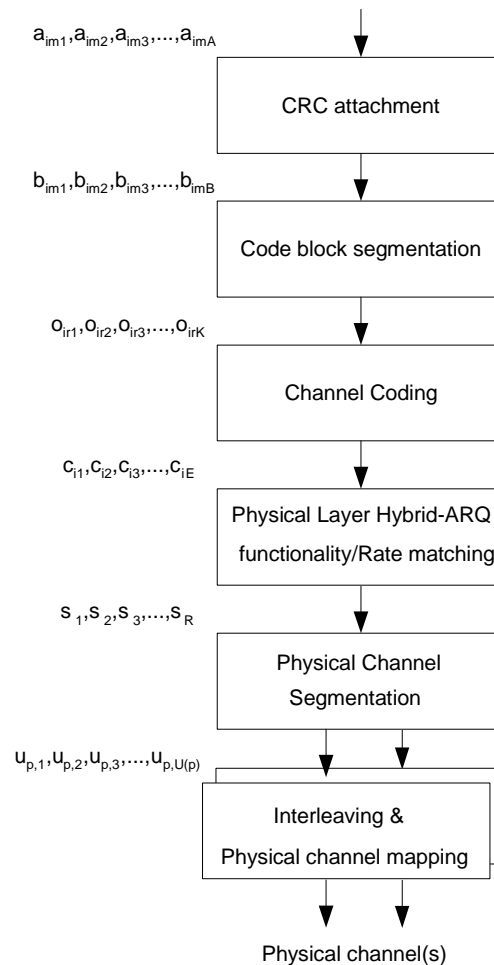 a_im1,a_im2,a_im3,...,a_imA
CRC attachment
b_im1,b_im2,b_im3,...,b_imB
Code block segmentation
o_ir1,o_ir2,o_ir3,...,o_irK
Channel Coding
c_i1,c_i2,c_i3,...,c_iE
Physical Layer Hybrid-ARQ
functionality/Rate matching
s_1,s_2,s_3,...,s_R
Physical Channel
Segmentation
u_p,1,u_p,2,u_p,3,...,u_p,U(p)
Interleaving &
Physical channel mapping
Physical channel(s)